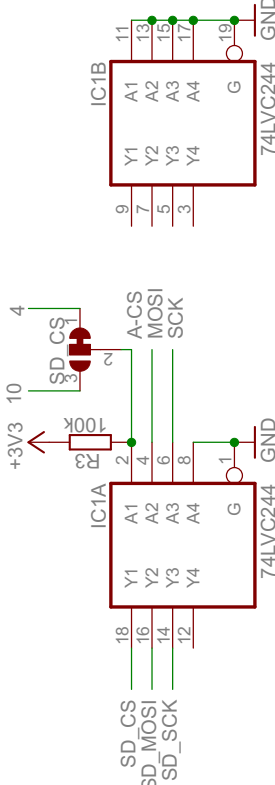 11
13
15
17
19
GND
IC1B
A1
A2
A3
A4
G
Y1
Y2
Y3
Y4
74LVC244
9
7
5
3
4
10
SD_CS
1
2
3
A-CS
MOSI
SCK
+3V3
100k
R3
2
4
6
8
1
GND
IC1A
A1
A2
A3
A4
G
Y1
Y2
Y3
Y4
74LVC244
18
16
14
12
SD_CS
SD_MOSI
SD_SCK